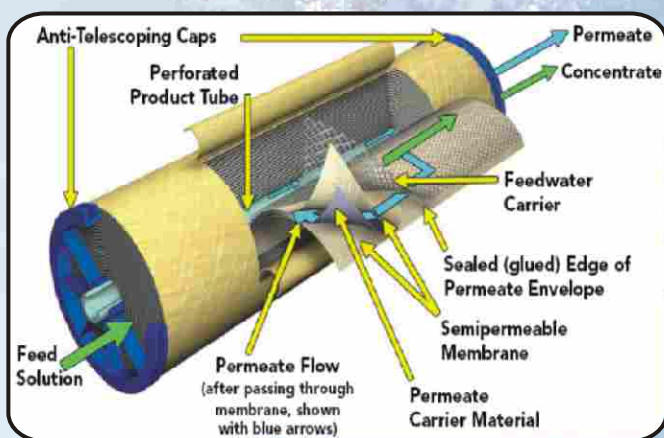 Anti-Telescoping Caps
Permeate
Concentrate
Perforated
Product Tube
Feedwater
Carrier
Sealed (glued) Edge of
Permeate Envelope
Semipermeable
Membrane
Feed
Solution
Permeate Flow
(after passing through
membrane, shown
with blue arrows)
Permeate
Carrier Material